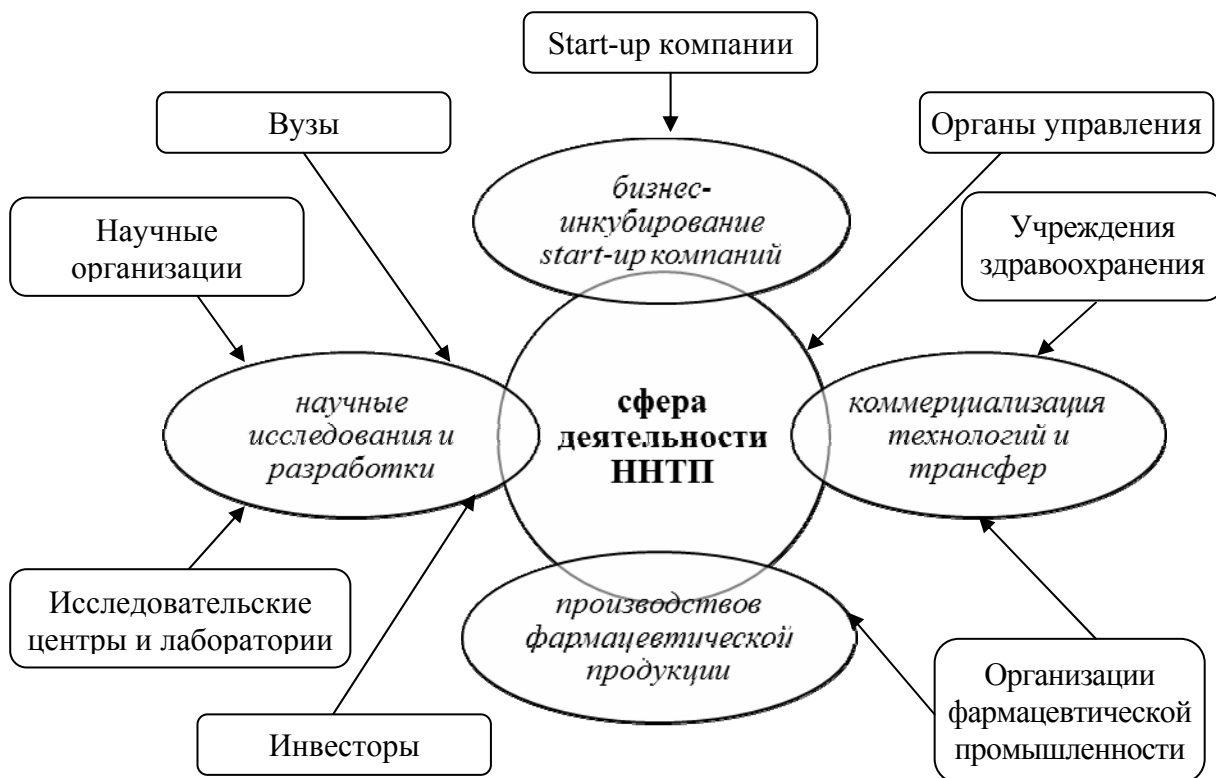 Start-up компании
Вузы
Органы управления
Научные
организации
Учреждения
здравоохранения
бизнес-
инкубирование
start-up компаний
научные
исследования и
разработки
сфера
деятельности
ННТП
коммерциализация
технологий и
трансфер
производствов
фармацевтической
продукции
Исследовательские
центры и лаборатории
Инвесторы
Организации
фармацевтической
промышленности